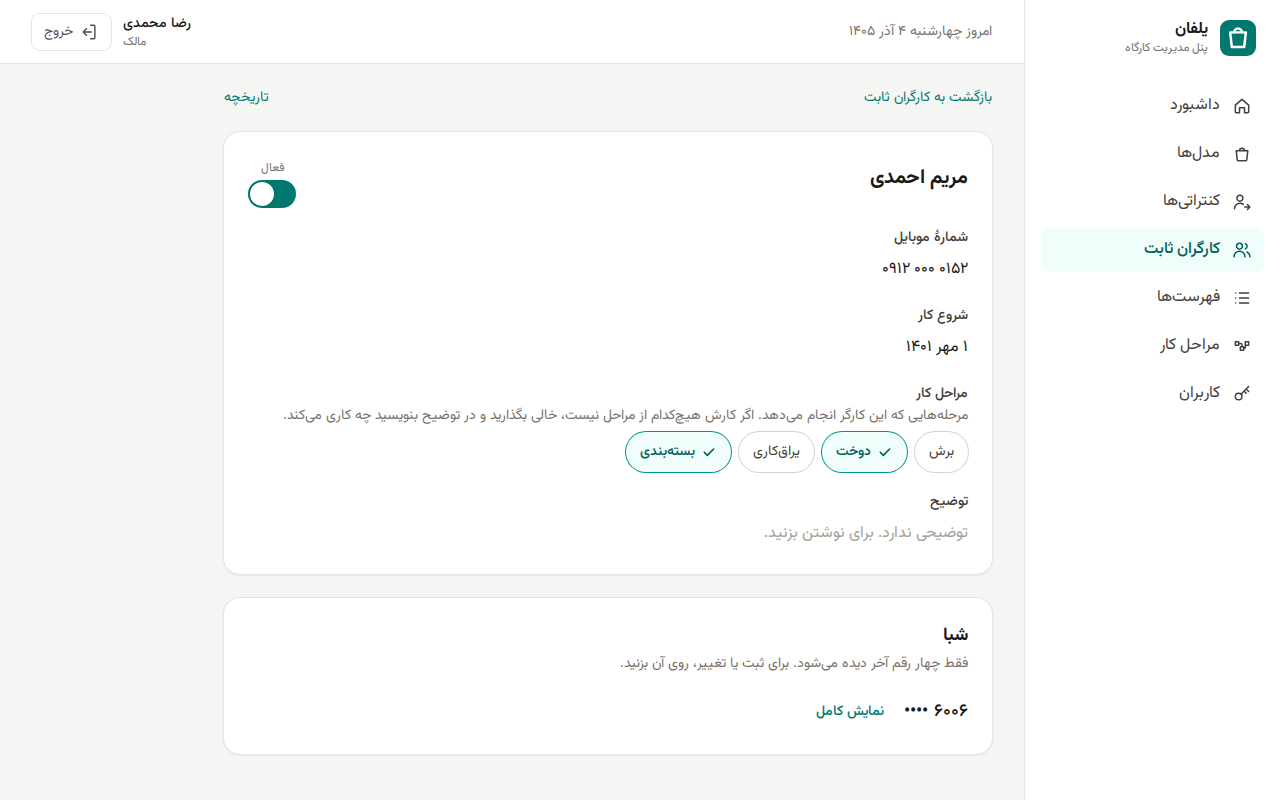 یلفان
پنل مدیریت کارگاه
داشبورد
مدل‌ها
کنتراتی‌ها
کارگران ثابت
فهرست‌ها
مراحل کار
کاربران
امروز چهارشنبه ۴ آذر ۱۴۰۵
رضا محمدی
مالک
خروج
بازگشت به کارگران ثابت
تاریخچه
مریم احمدی
فعال
شمارهٔ موبایل
۰۹۱۲ ۰۰۰ ۰۱۵۲
شروع کار
۱ مهر ۱۴۰۱
مراحل کار
مرحله‌هایی که این کارگر انجام می‌دهد. اگر کارش هیچ‌کدام از مراحل نیست، خالی بگذارید و در توضیح بنویسید چه کاری می‌کند.
برش
دوخت
یراق‌کاری
بسته‌بندی
توضیح
توضیحی ندارد. برای نوشتن بزنید.
شبا
فقط چهار رقم آخر دیده می‌شود. برای ثبت یا تغییر، روی آن بزنید.
•••• ۶۰۰۶
نمایش کامل